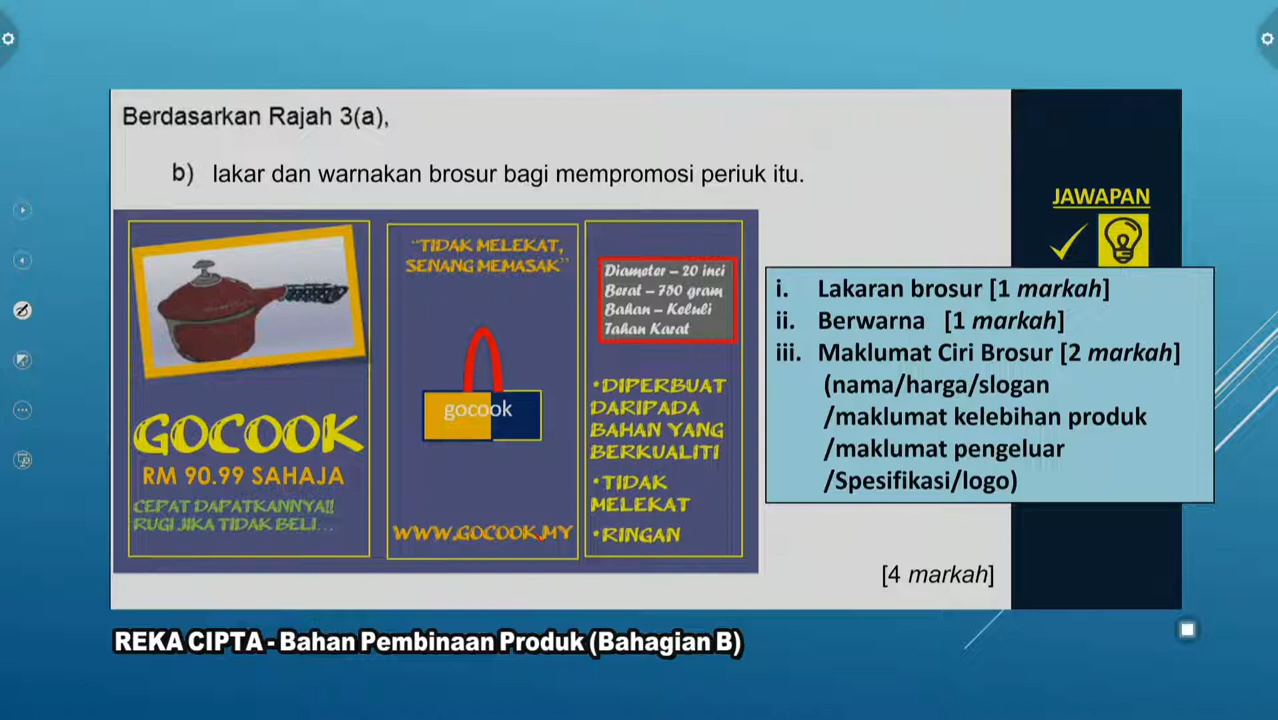 Berdasarkan Rajah 3(a),
b) lakar dan warnakan brosur bagi mempromosi periuk itu.
GOCOOK
RM 90.99 SAHAJA
CEPAT DAPATKANNYA!!
RUGI JIKA TIDAK BELI...
"TIDAK MELEKAT,
SENANG MEMASAK"
gocook
WWW.GOCOOK.MY
Diameter – 20 inci
Berat – 750 gram
Bahan – Keluli
Tahan Karat
•DIPERBUAT
DARIPADA
BAHAN YANG
BERKUALITI
•TIDAK
MELEKAT
•RINGAN
JAWAPAN
i. Lakaran brosur [1 markah]
ii. Berwarna [1 markah]
iii. Maklumat Ciri Brosur [2 markah]
(nama/harga/slogan
/maklumat kelebihan produk
/maklumat pengeluar
/Spesifikasi/logo)
[4 markah]
REKA CIPTA - Bahan Pembinaan Produk (Bahagian B)